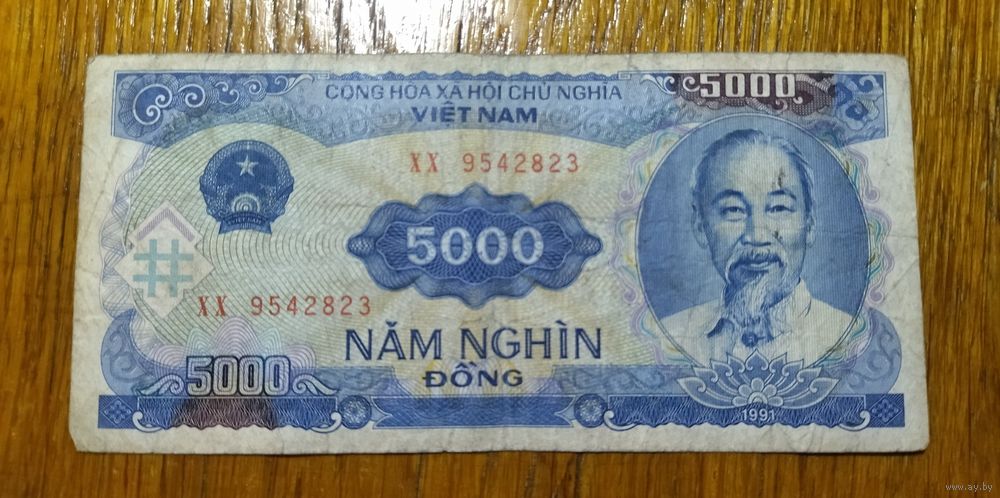 CỘNG HÒA XÃ HỘI CHỦ NGHĨA
VIỆT NAM
5000
XX 9542823
5000
XX 9542823
NĂM NGHÌN
ĐỒNG
5000
1991
www.ay.by